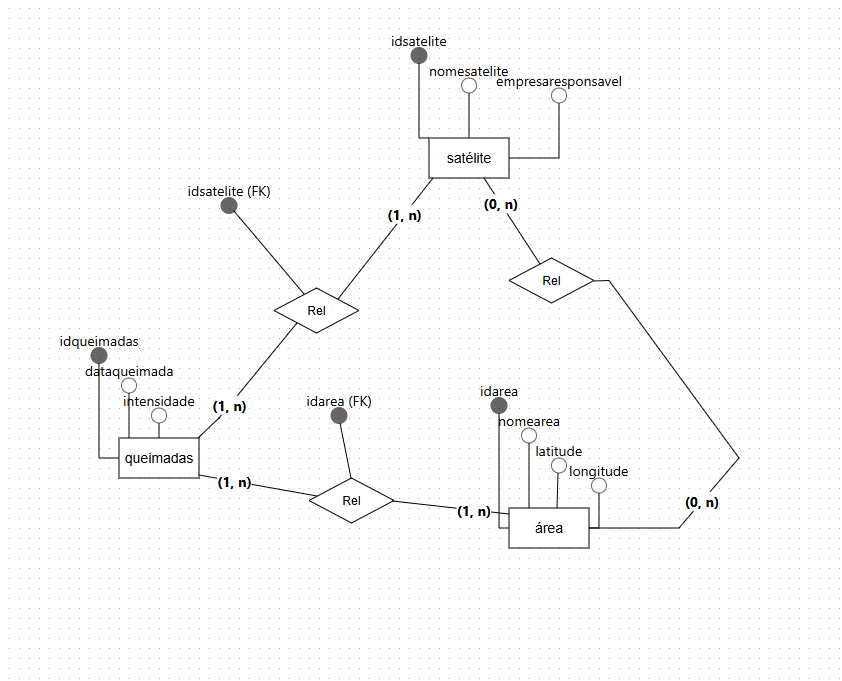 idsatelite
nomesatelite
empresaresponsavel
satélite
idsatelite (FK)
(1, n)
(0, n)
Rel
Rel
idqueimadas
dataqueimada
intensidade
(1, n)
idarea (FK)
idarea
nomearea
latitude
longitude
queimadas
(1, n)
Rel
(1, n)
(0, n)
área